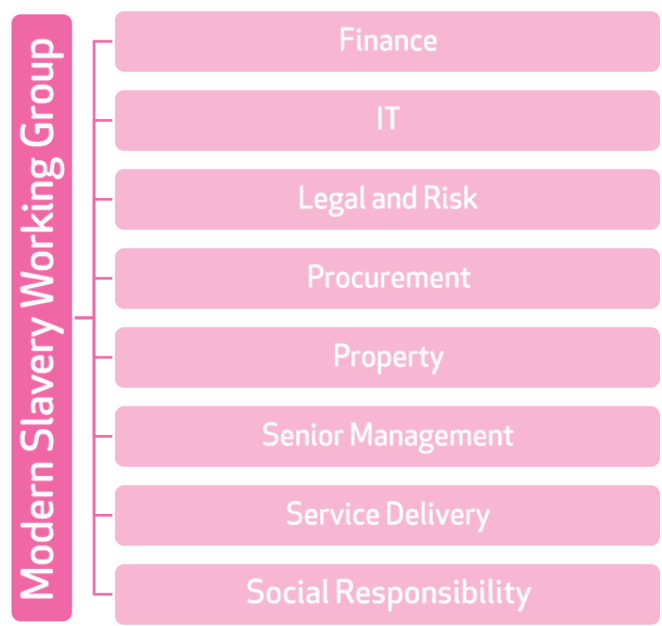 Modern Slavery Working Group
Finance
IT
Legal and Risk
Procurement
Property
Senior Management
Service Delivery
Social Responsibility